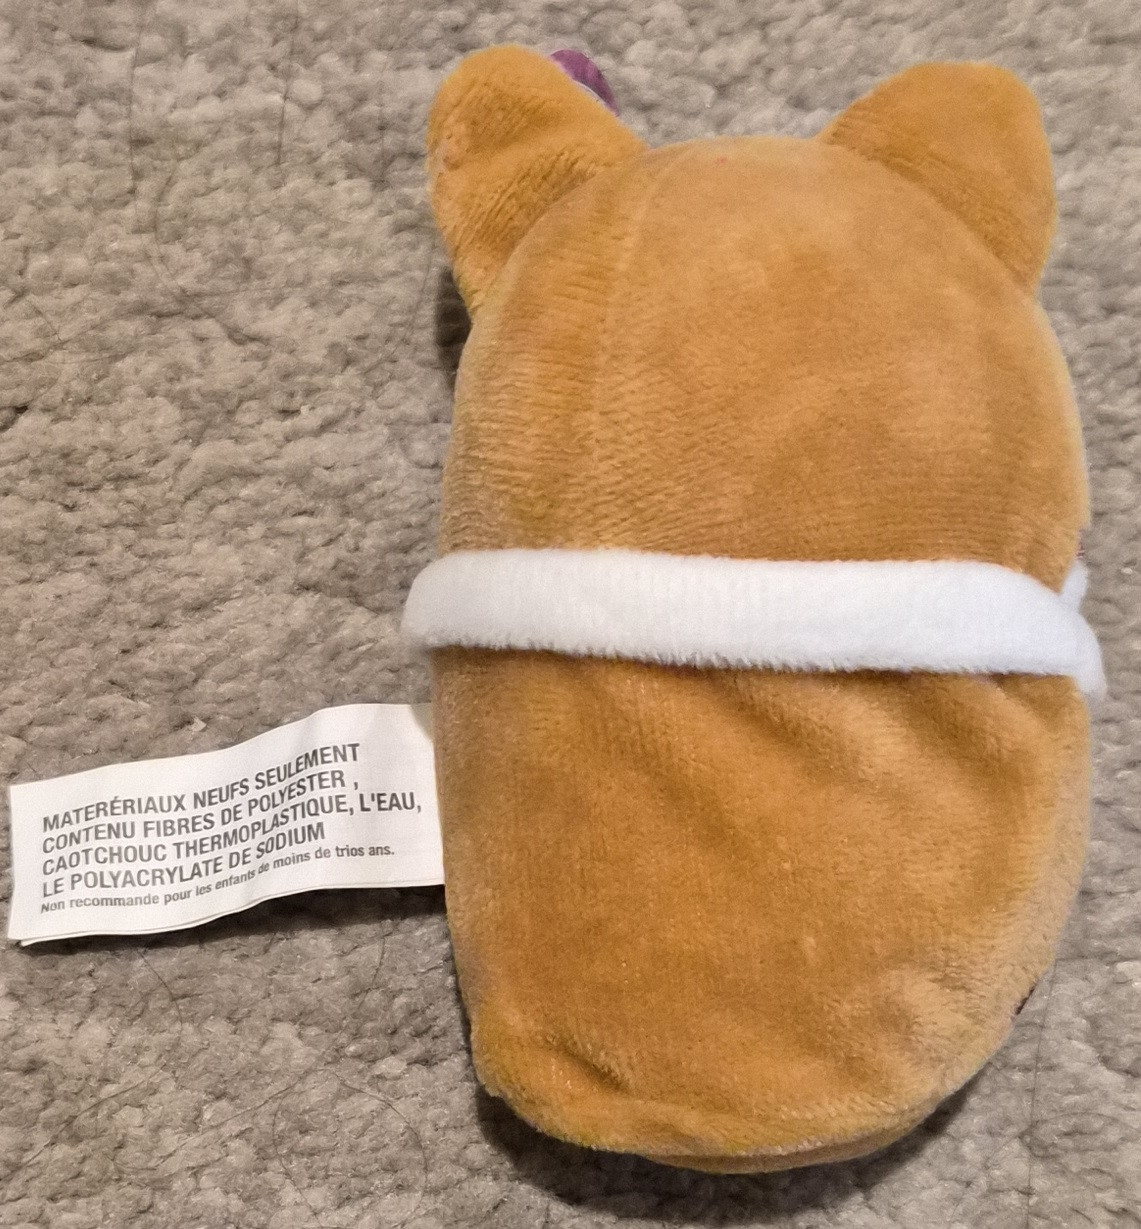 MATERÉRIAUX NEUFS SEULEMENT
CONTENU FIBRES DE POLYESTER ,
CAOTCHOUC THERMOPLASTIQUE, L'EAU,
LE POLYACRYLATE DE SODIUM
Non recommande pour les enfants de moins de trios ans.